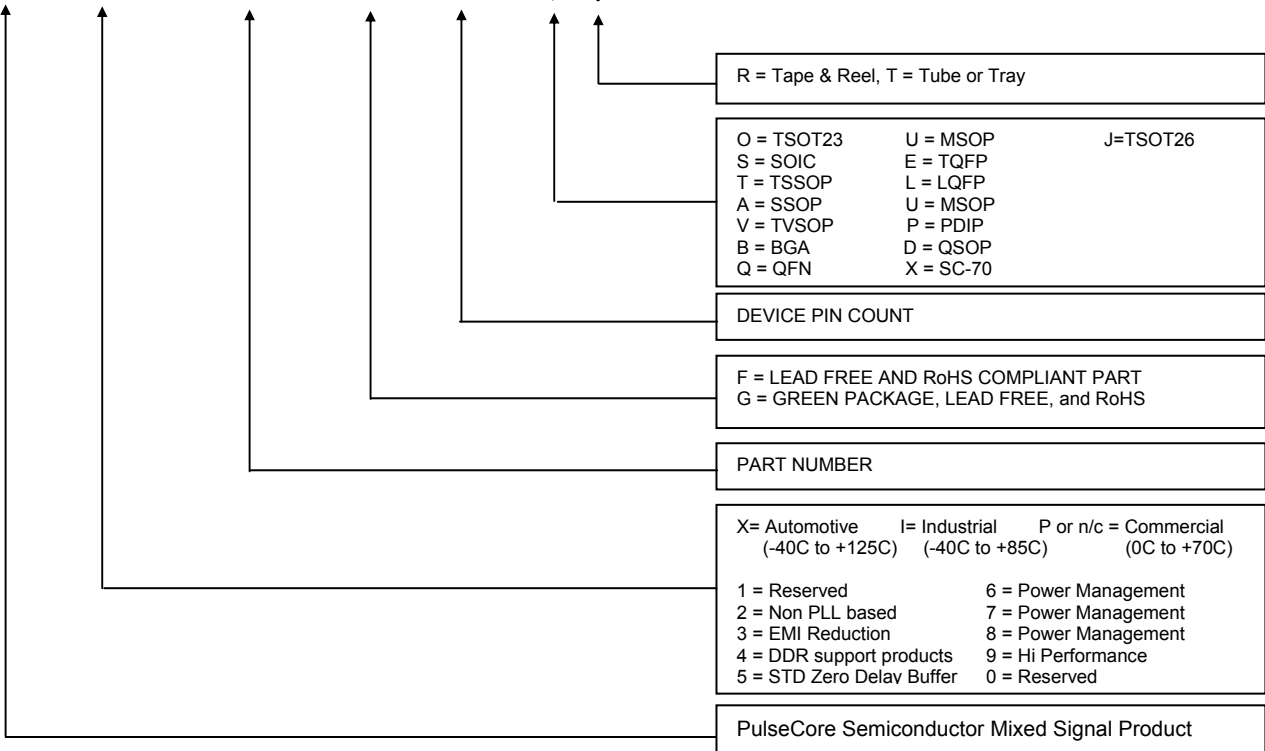 R = Tape & Reel, T = Tube or Tray
O = TSOT23 U = MSOP J=TSOT26
S = SOIC E = TQFP
T = TSSOP L = LQFP
A = SSOP U = MSOP
V = TVSOP P = PDIP
B = BGA D = QSOP
Q = QFN X = SC-70
DEVICE PIN COUNT
F = LEAD FREE AND RoHS COMPLIANT PART
G = GREEN PACKAGE, LEAD FREE, and RoHS
PART NUMBER
X= Automotive I= Industrial P or n/c = Commercial
(-40C to +125C) (-40C to +85C) (0C to +70C)
1 = Reserved 6 = Power Management
2 = Non PLL based 7 = Power Management
3 = EMI Reduction 8 = Power Management
4 = DDR support products 9 = Hi Performance
5 = STD Zero Delay Buffer 0 = Reserved
PulseCore Semiconductor Mixed Signal Product